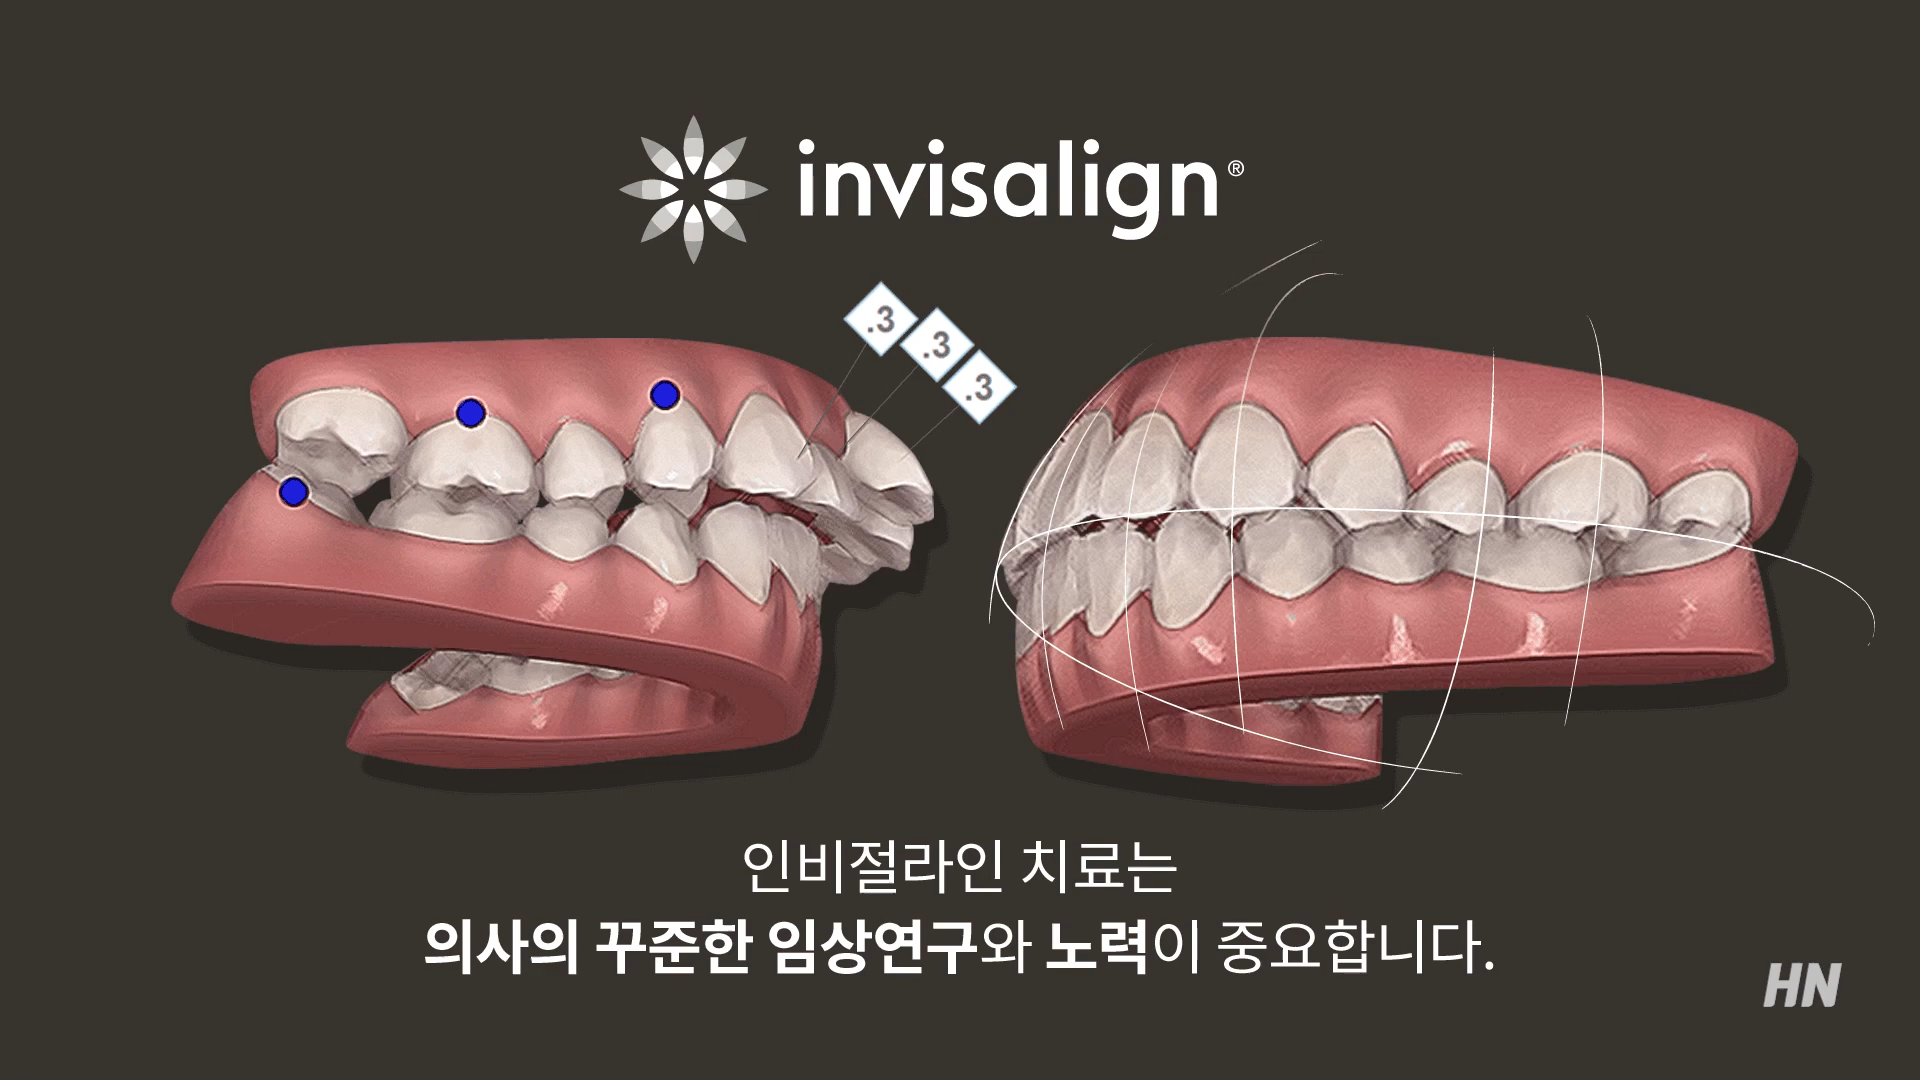 invisalign®
.3
.3
.3
인비절라인 치료는
의사의 꾸준한 임상연구와 노력이 중요합니다.
HN